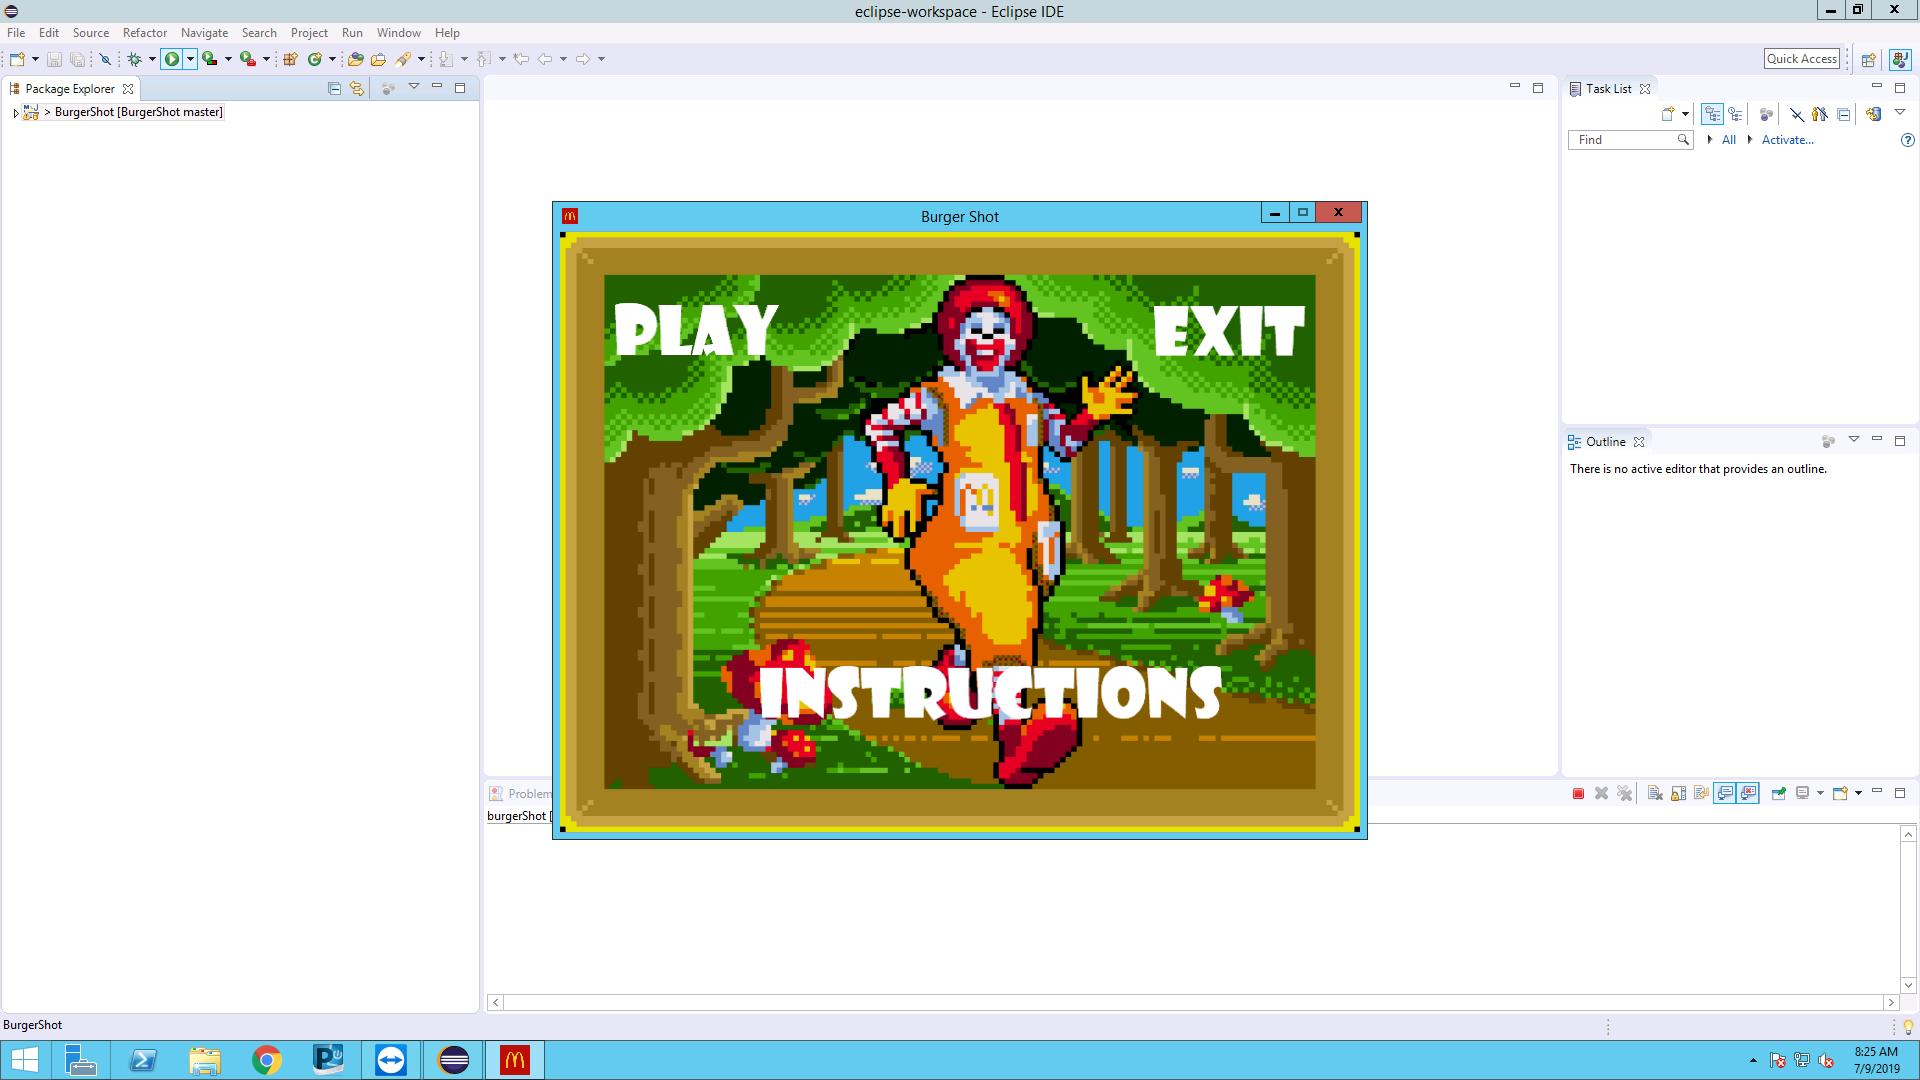 eclipse-workspace - Eclipse IDE
File Edit Source Refactor Navigate Search Project Run Window Help
Quick Access
Package Explorer
> BurgerShot [BurgerShot master]
Task List
Find
All
Activate...
Burger Shot
PLAY
EXIT
INSTRUCTIONS
Outline
There is no active editor that provides an outline.
Problem
burgerShot [
BurgerShot
8:25 AM
7/9/2019